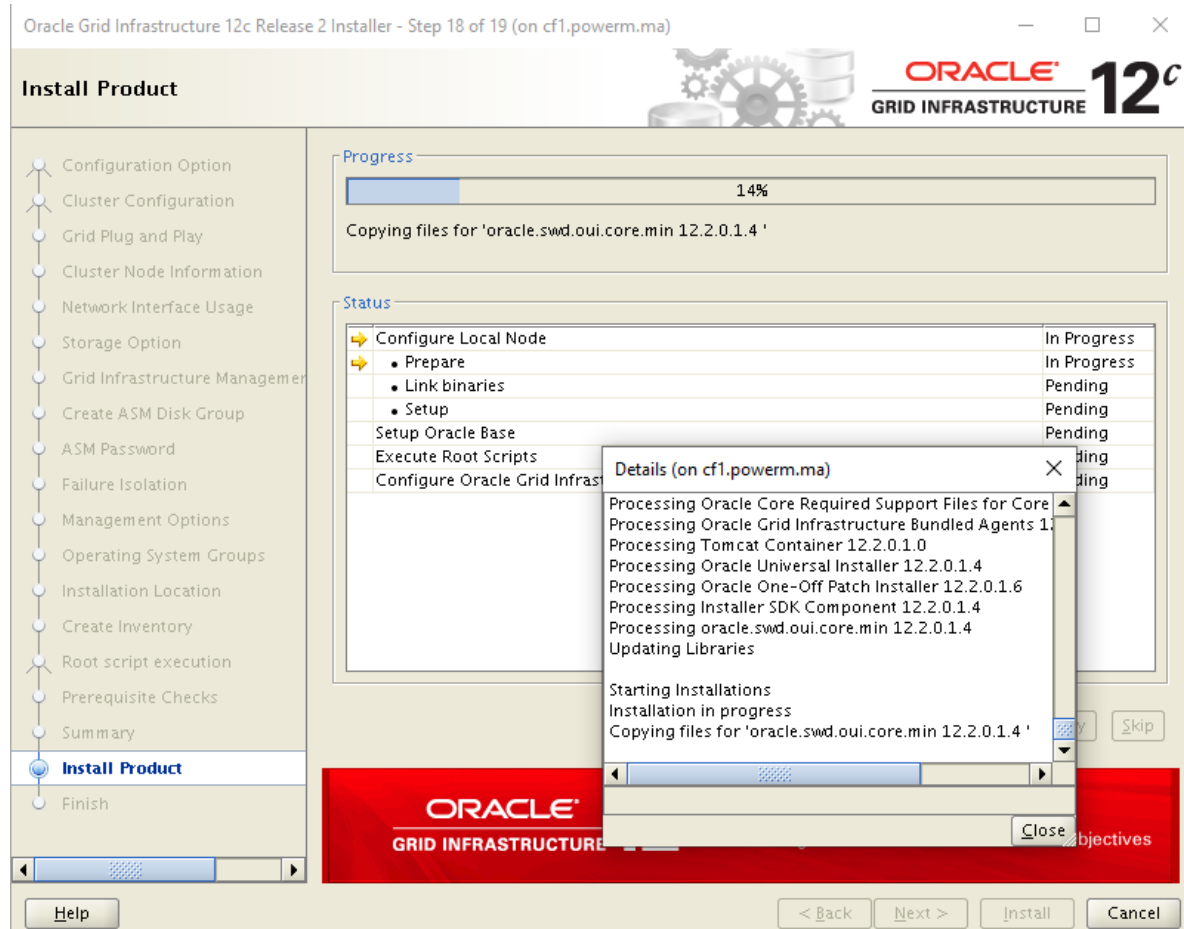 Oracle Grid Infrastructure 12c Release 2 Installer - Step 18 of 19 (on cf1.powerm.ma)
Install Product
ORACLE
GRID INFRASTRUCTURE 12c
Configuration Option
Cluster Configuration
Grid Plug and Play
Cluster Node Information
Network Interface Usage
Storage Option
Grid Infrastructure Managemer
Create ASM Disk Group
ASM Password
Failure Isolation
Management Options
Operating System Groups
Installation Location
Create Inventory
Root script execution
Prerequisite Checks
Summary
Install Product
Finish
Progress
14%
Copying files for 'oracle.swd.oui.core.min 12.2.0.1.4 '
Status
Configure Local Node In Progress
• Prepare In Progress
• Link binaries Pending
• Setup Pending
Setup Oracle Base Pending
Execute Root Scripts ding
Configure Oracle Grid Infrast ding
Details (on cf1.powerm.ma)
Processing Oracle Core Required Support Files for Core
Processing Oracle Grid Infrastructure Bundled Agents 1
Processing Tomcat Container 12.2.0.1.0
Processing Oracle Universal Installer 12.2.0.1.4
Processing Oracle One-Off Patch Installer 12.2.0.1.6
Processing Installer SDK Component 12.2.0.1.4
Processing oracle.swd.oui.core.min 12.2.0.1.4
Updating Libraries
Starting Installations
Installation in progress
Copying files for 'oracle.swd.oui.core.min 12.2.0.1.4 '
Close
y Skip
ORACLE
GRID INFRASTRUCTURE
bjectives
Help
< Back
Next >
Install
Cancel